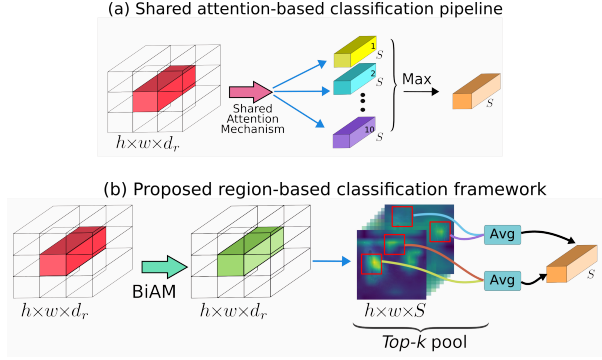 (a) Shared attention-based classification pipeline
1
S
2
S
10
S
Max
S
Shared
Attention
Mechanism
h×w×d_r
(b) Proposed region-based classification framework
BiAM
Avg
Avg
S
h×w×d_r
h×w×d_r
h×w×S
Top-k pool